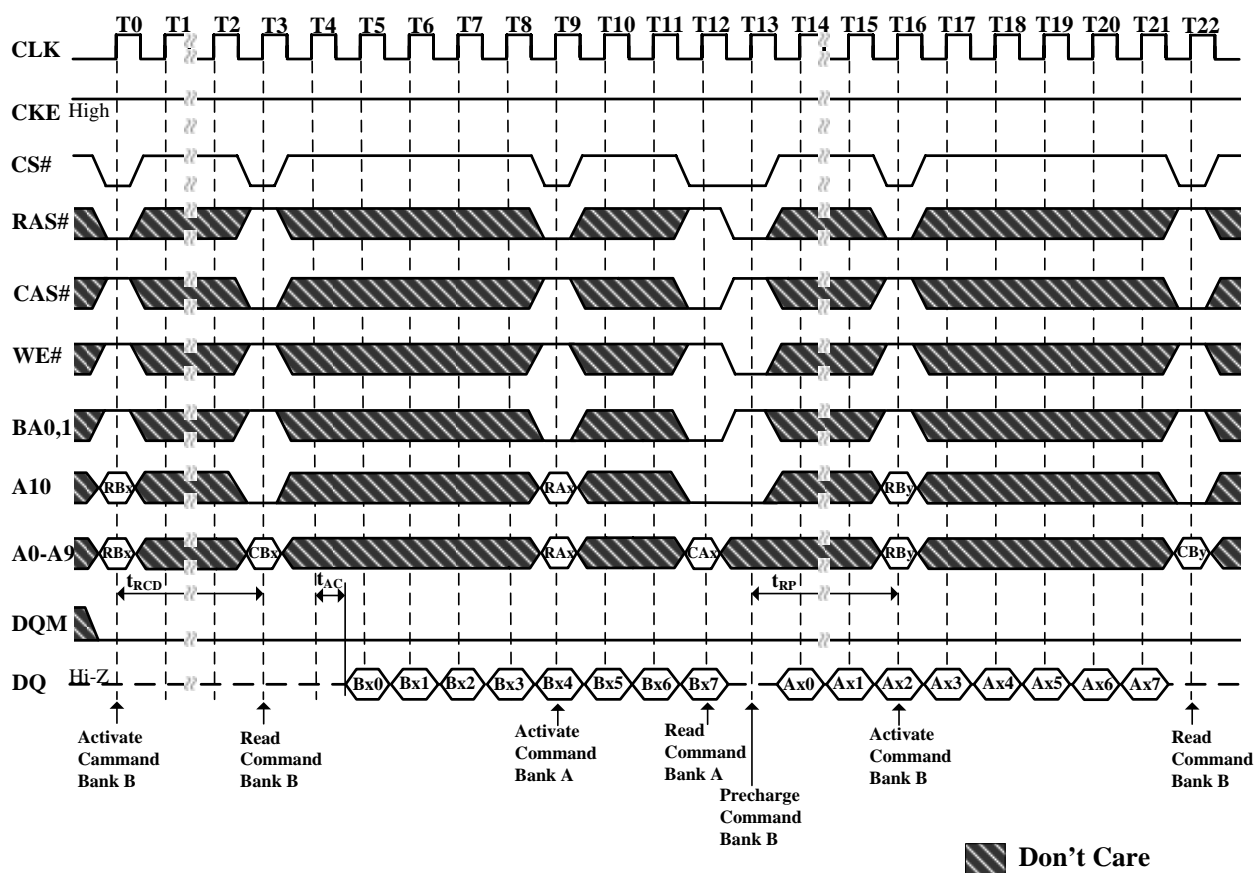 T0 T1 T2 T3 T4 T5 T6 T7 T8 T9 T10 T11 T12 T13 T14 T15 T16 T17 T18 T19 T20 T21 T22
CLK
CKE High
CS#
RAS#
CAS#
WE#
BA0,1
A10 RBx RAx RBy
A0-A9 RBx CBx RAx CAx RBy CBy
tRCD tAC tRP
DQM
DQ Hi-Z Bx0 Bx1 Bx2 Bx3 Bx4 Bx5 Bx6 Bx7 Ax0 Ax1 Ax2 Ax3 Ax4 Ax5 Ax6 Ax7
Activate
Cammand
Bank B
Read
Command
Bank B
Activate
Command
Bank A
Read
Command
Bank A
Precharge
Command
Bank B
Activate
Command
Bank B
Read
Command
Bank B
Don't Care